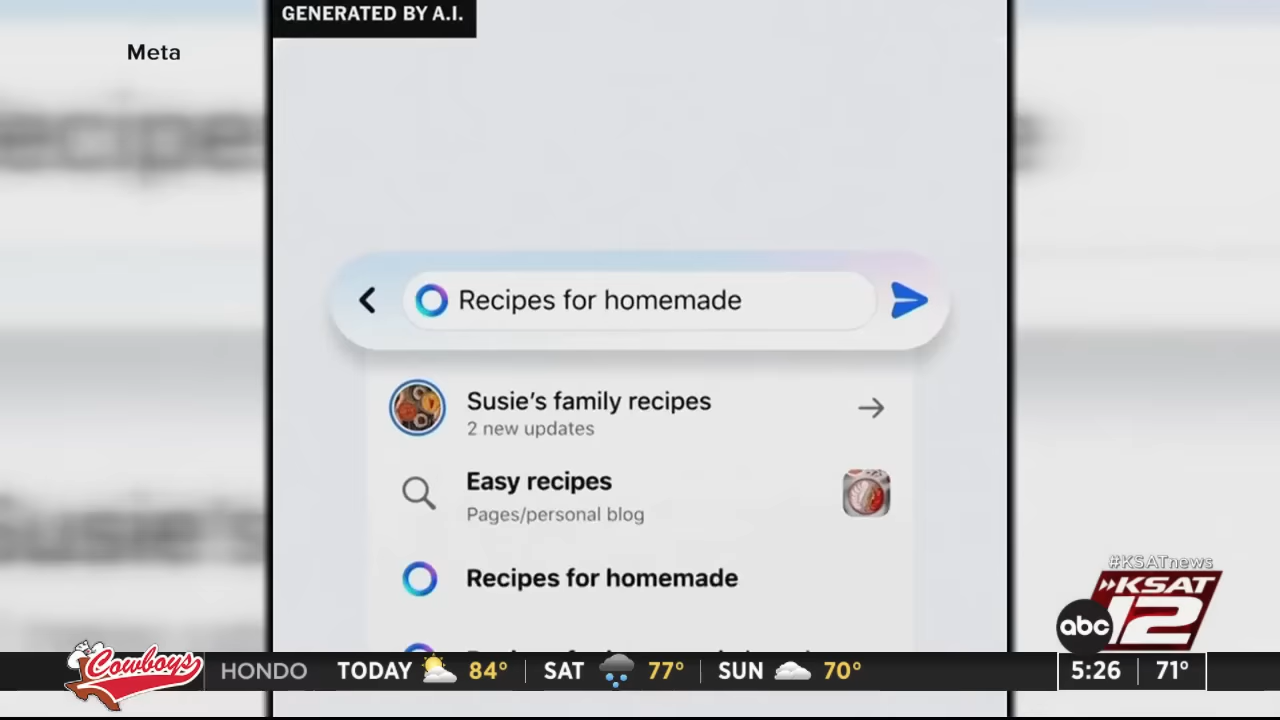 GENERATED BY A.I.
Meta
Recipes for homemade
Susie's family recipes
2 new updates
Easy recipes
Pages/personal blog
Recipes for homemade
#KSATnews
KSAT
12
abc
Cowboys
HONDO TODAY 84° SAT 77° SUN 70°
5:26 71°